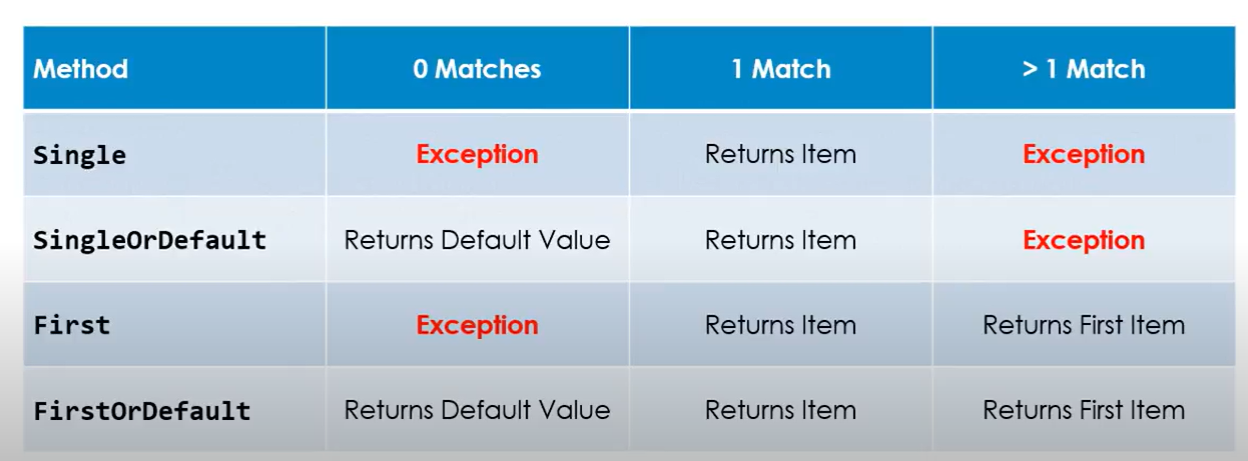 Method 0 Matches 1 Match > 1 Match
Single Exception Returns Item Exception
SingleOrDefault Returns Default Value Returns Item Exception
First Exception Returns Item Returns First Item
FirstOrDefault Returns Default Value Returns Item Returns First Item